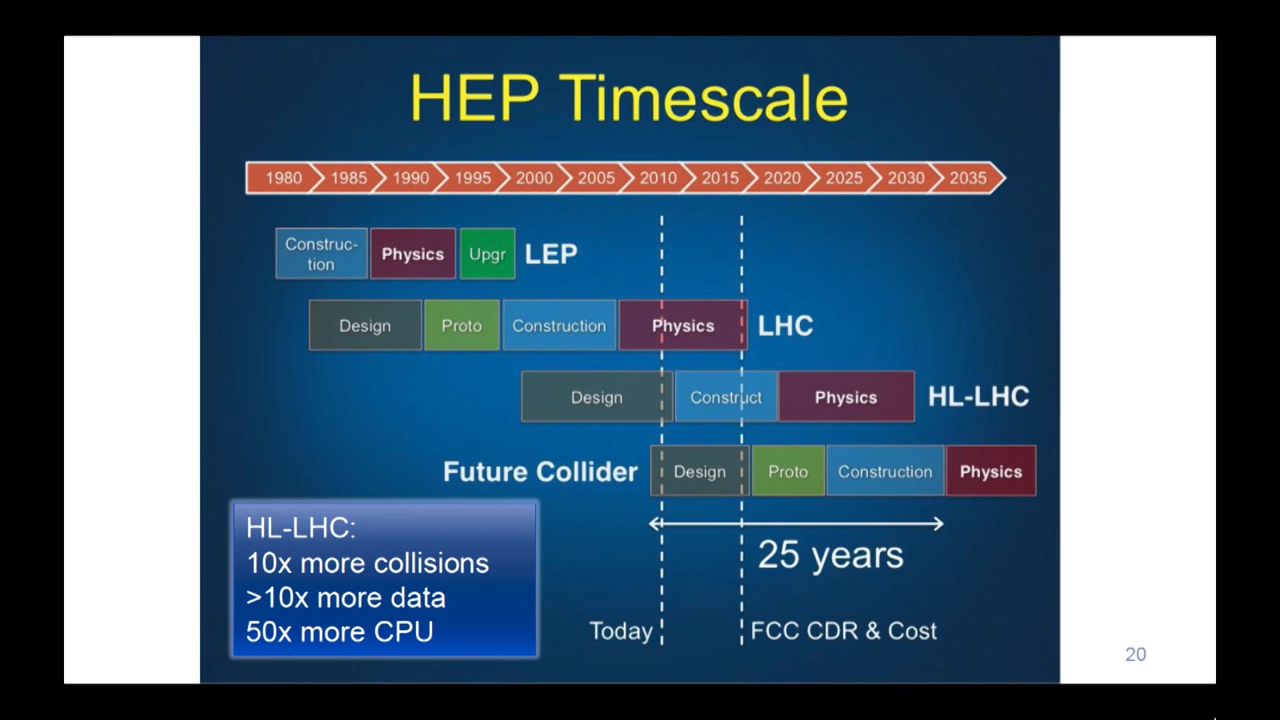 HEP Timescale
1980 1985 1990 1995 2000 2005 2010 2015 2020 2025 2030 2035
Construc-
tion
Physics
Upgr
LEP
Design
Proto
Construction
Physics
LHC
Design
Construct
Physics
HL-LHC
Future Collider
Design
Proto
Construction
Physics
25 years
HL-LHC:
10x more collisions
>10x more data
50x more CPU
Today
FCC CDR & Cost
20